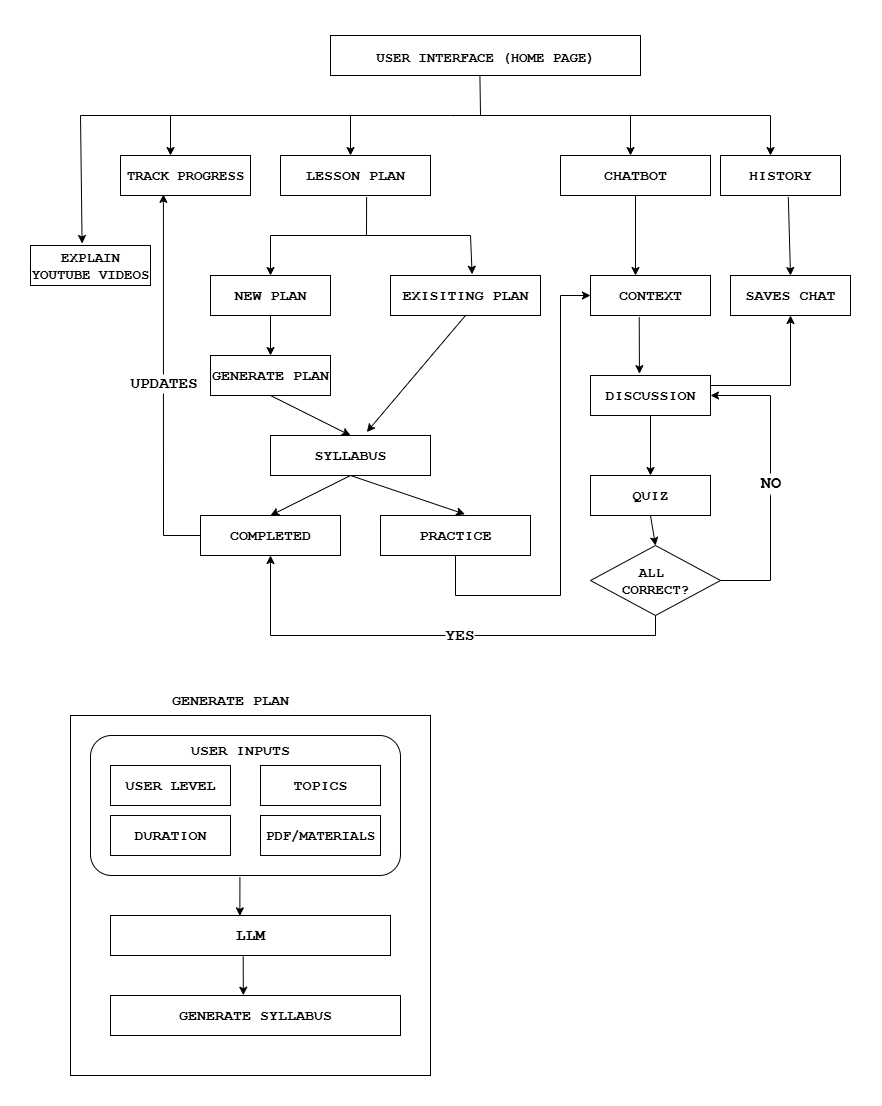 USER INTERFACE (HOME PAGE)
TRACK PROGRESS
LESSON PLAN
CHATBOT
HISTORY
EXPLAIN
YOUTUBE VIDEOS
NEW PLAN
EXISITING PLAN
CONTEXT
SAVES CHAT
GENERATE PLAN
UPDATES
DISCUSSION
SYLLABUS
QUIZ
NO
COMPLETED
PRACTICE
ALL
CORRECT?
YES
GENERATE PLAN
USER INPUTS
USER LEVEL
TOPICS
DURATION
PDF/MATERIALS
LLM
GENERATE SYLLABUS